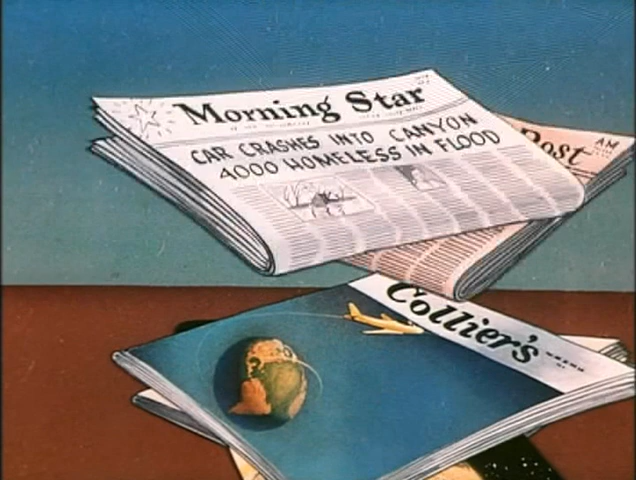 Morning Star
CAR CRASHES INTO CANYON
4000 HOMELESS IN FLOOD
Post
AM
Collier's